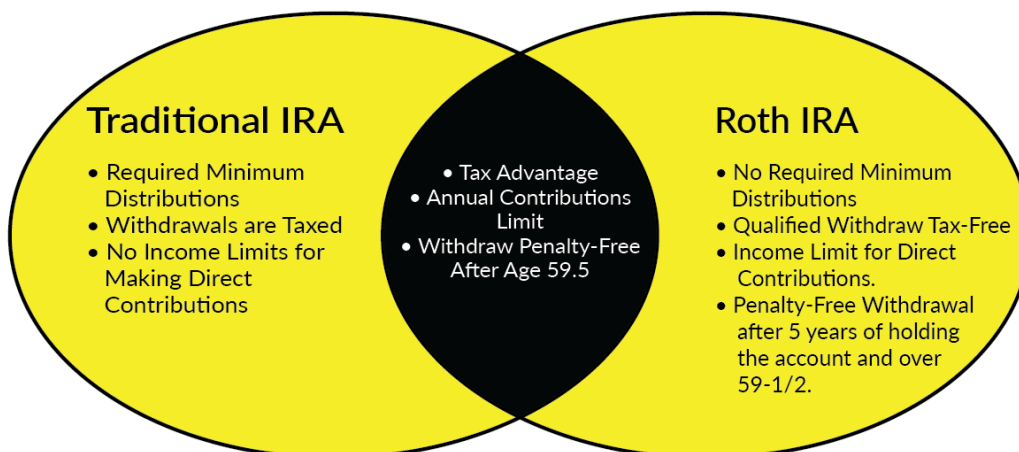 Traditional IRA
• Required Minimum
Distributions
• Withdrawals are Taxed
• No Income Limits for
Making Direct
Contributions
• Tax Advantage
• Annual Contributions
Limit
• Withdraw Penalty-Free
After Age 59.5
Roth IRA
• No Required Minimum
Distributions
• Qualified Withdraw Tax-Free
• Income Limit for Direct
Contributions.
• Penalty-Free Withdrawal
after 5 years of holding
the account and over
59-1/2.